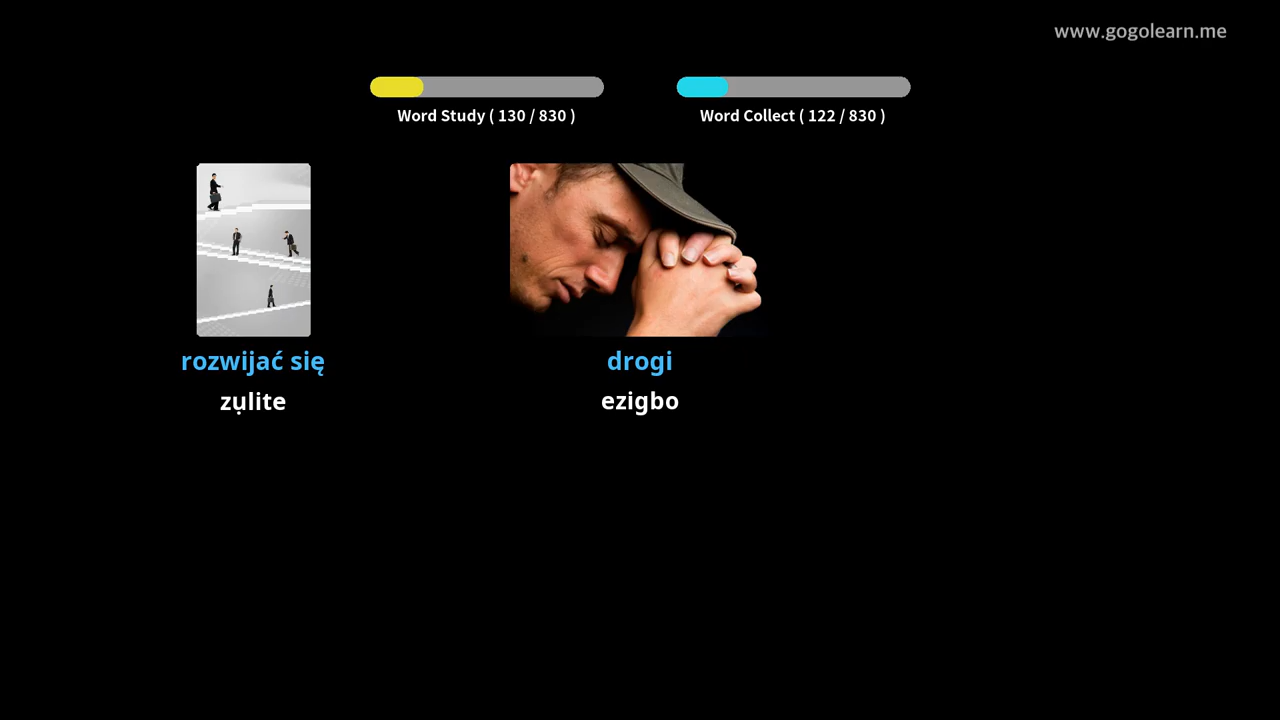 www.gogolearn.me
Word Study ( 130 / 830 )
Word Collect ( 122 / 830 )
rozwijać się
zụlite
drogi
ezigbo